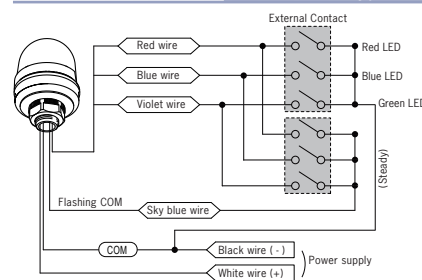 External Contact
Red wire
Red LED
Blue wire
Blue LED
Violet wire
Green LED
(Steady)
Flashing COM
Sky blue wire
COM
Black wire ( - )
Power supply
White wire (+)